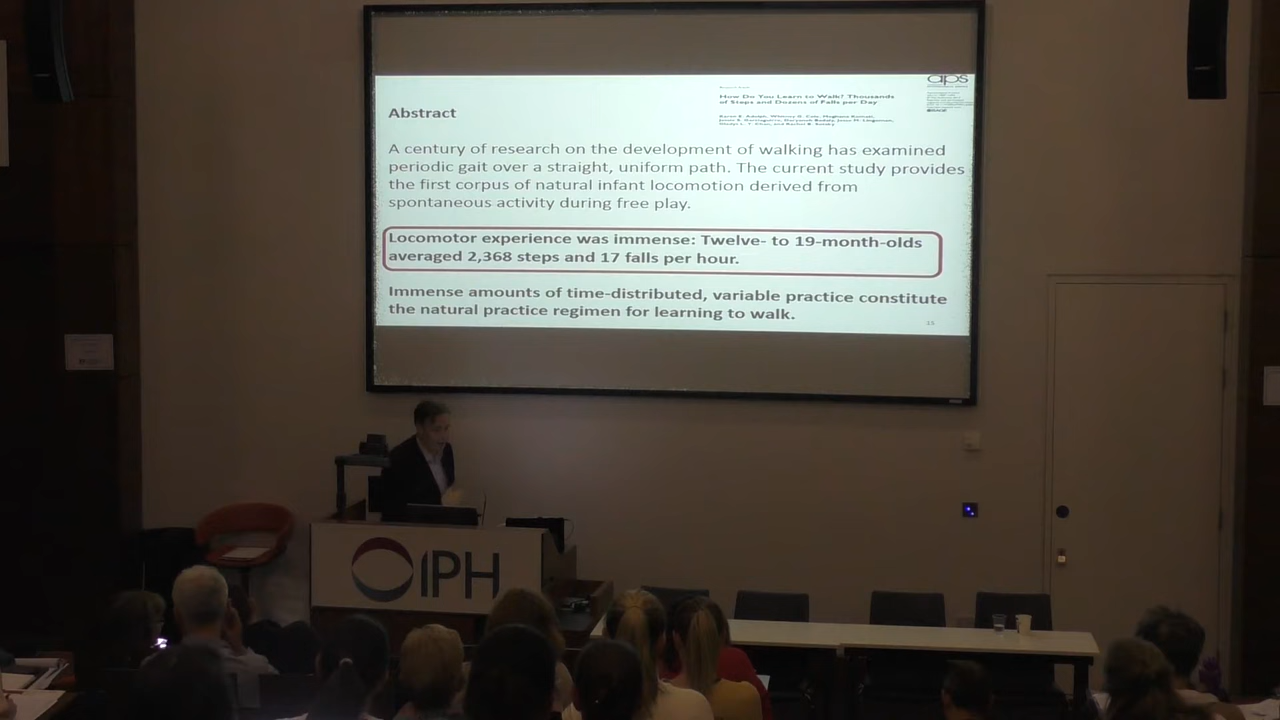 aps
How Do You Learn to Walk? Thousands
of Steps and Dozens of Falls per Day
Abstract
A century of research on the development of walking has examined
periodic gait over a straight, uniform path. The current study provides
the first corpus of natural infant locomotion derived from
spontaneous activity during free play.
Locomotor experience was immense: Twelve- to 19-month-olds
averaged 2,368 steps and 17 falls per hour.
Immense amounts of time-distributed, variable practice constitute
the natural practice regimen for learning to walk.
IPH